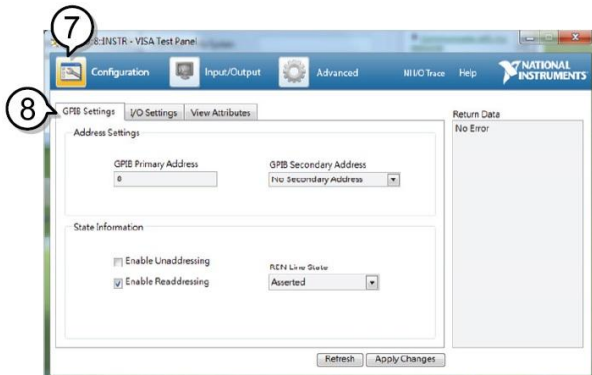 7
8::INSTR - VISA Test Panel
Configuration Input/Output Advanced NI I/O Trace Help NATIONAL INSTRUMENTS
8
GPIB Settings I/O Settings View Attributes
Return Data
Address Settings
No Error
GPIB Primary Address GPIB Secondary Address
0 No Secondary Address
State Information
Enable Unaddressing
REN Line State
Enable Readdressing Asserted
Refresh Apply Changes